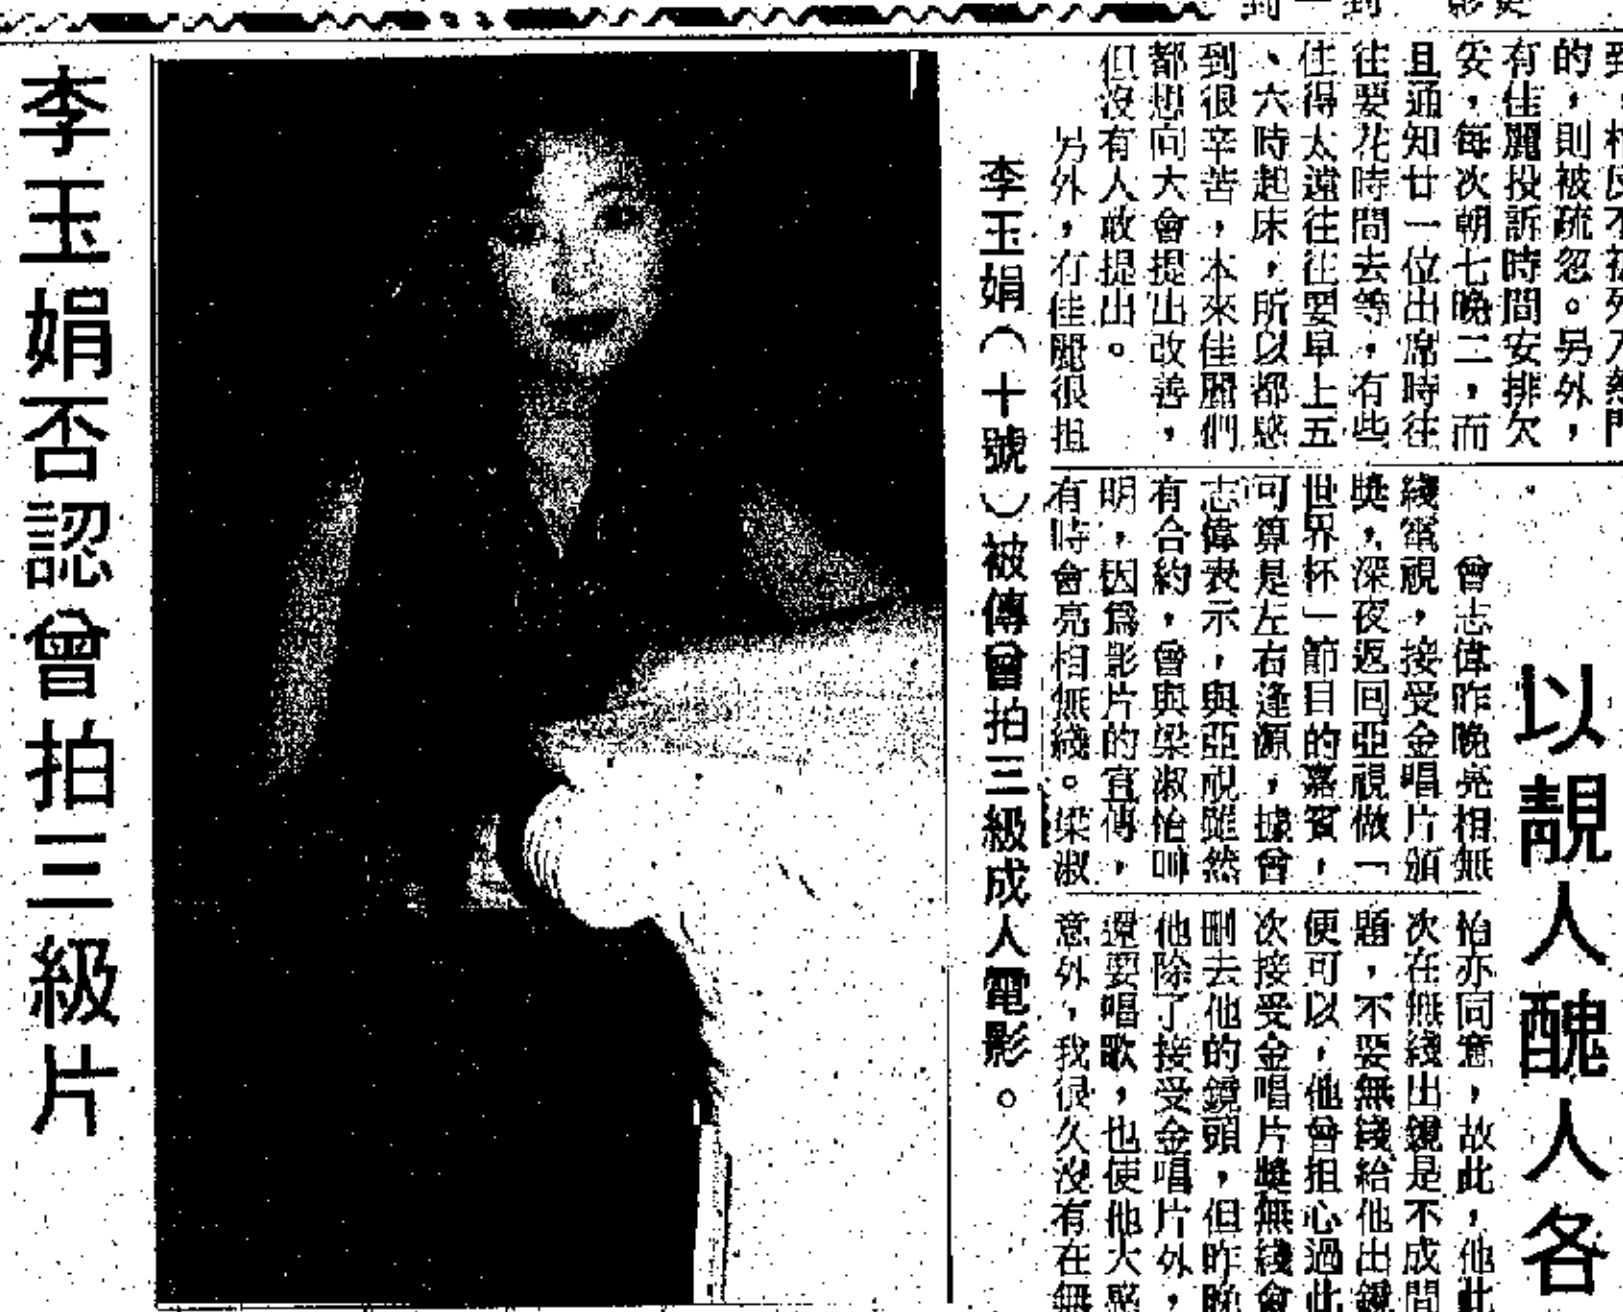 的，則被疏忽。另外，
有佳麗投訴時間安排欠
妥，每次朝七晚二，而
且通知廿一位出席時往
往要花時間去等，有些
住得太遠往往要早上五
、六時起床，所以都感
到很辛苦，本來佳麗們
都想向大會提出改善，
但沒有人敢提出。
另外，有佳麗很担
李玉娟（十號）被傳曾拍三級成人電影。
李玉娟否認曾拍三級片
以靚人醜人各
曾志偉昨晚亮相無
綫電視，接受金唱片頒
獎，深夜返回亞視做「
世界杯」節目的嘉賓，
可算是左右逢源，據曾
志偉表示，與亞視雖然
有合約，曾與梁淑怡
明，因為影片的宣傳，
有時會亮相無綫。梁淑
怡亦同意，故此，他此
次在無綫出鏡是不成問
題，不要無綫給他出鏡
便可以，他曾担心過此
次接受金唱片獎無綫會
刪去他的鏡頭，但昨晚
他除了接受金唱片外，
還要唱歌，也使他大感
意外，我很久沒有在無